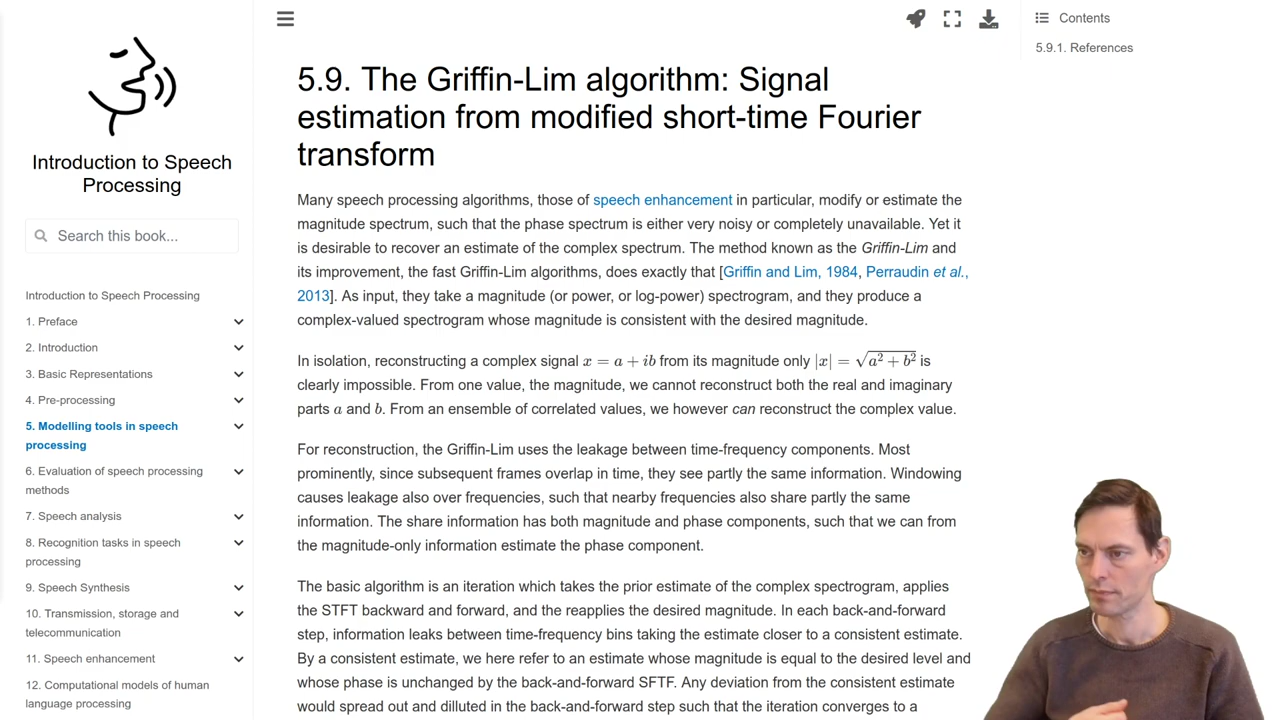 Introduction to Speech
Processing
Search this book...
Introduction to Speech Processing
1. Preface
2. Introduction
3. Basic Representations
4. Pre-processing
5. Modelling tools in speech
processing
6. Evaluation of speech processing
methods
7. Speech analysis
8. Recognition tasks in speech
processing
9. Speech Synthesis
10. Transmission, storage and
telecommunication
11. Speech enhancement
12. Computational models of human
language processing
5.9. The Griffin-Lim algorithm: Signal
estimation from modified short-time Fourier
transform
Many speech processing algorithms, those of speech enhancement in particular, modify or estimate the
magnitude spectrum, such that the phase spectrum is either very noisy or completely unavailable. Yet it
is desirable to recover an estimate of the complex spectrum. The method known as the Griffin-Lim and
its improvement, the fast Griffin-Lim algorithms, does exactly that [Griffin and Lim, 1984, Perraudin et al.,
2013]. As input, they take a magnitude (or power, or log-power) spectrogram, and they produce a
complex-valued spectrogram whose magnitude is consistent with the desired magnitude.
In isolation, reconstructing a complex signal x = a + ib from its magnitude only |x| = √a² + b² is
clearly impossible. From one value, the magnitude, we cannot reconstruct both the real and imaginary
parts a and b. From an ensemble of correlated values, we however can reconstruct the complex value.
For reconstruction, the Griffin-Lim uses the leakage between time-frequency components. Most
prominently, since subsequent frames overlap in time, they see partly the same information. Windowing
causes leakage also over frequencies, such that nearby frequencies also share partly the same
information. The share information has both magnitude and phase components, such that we can from
the magnitude-only information estimate the phase component.
The basic algorithm is an iteration which takes the prior estimate of the complex spectrogram, applies
the STFT backward and forward, and the reapplies the desired magnitude. In each back-and-forward
step, information leaks between time-frequency bins taking the estimate closer to a consistent estimate.
By a consistent estimate, we here refer to an estimate whose magnitude is equal to the desired level and
whose phase is unchanged by the back-and-forward SFTF. Any deviation from the consistent estimate
would spread out and dilluted in the back-and-forward step such that the iteration converges to a
Contents
5.9.1. References